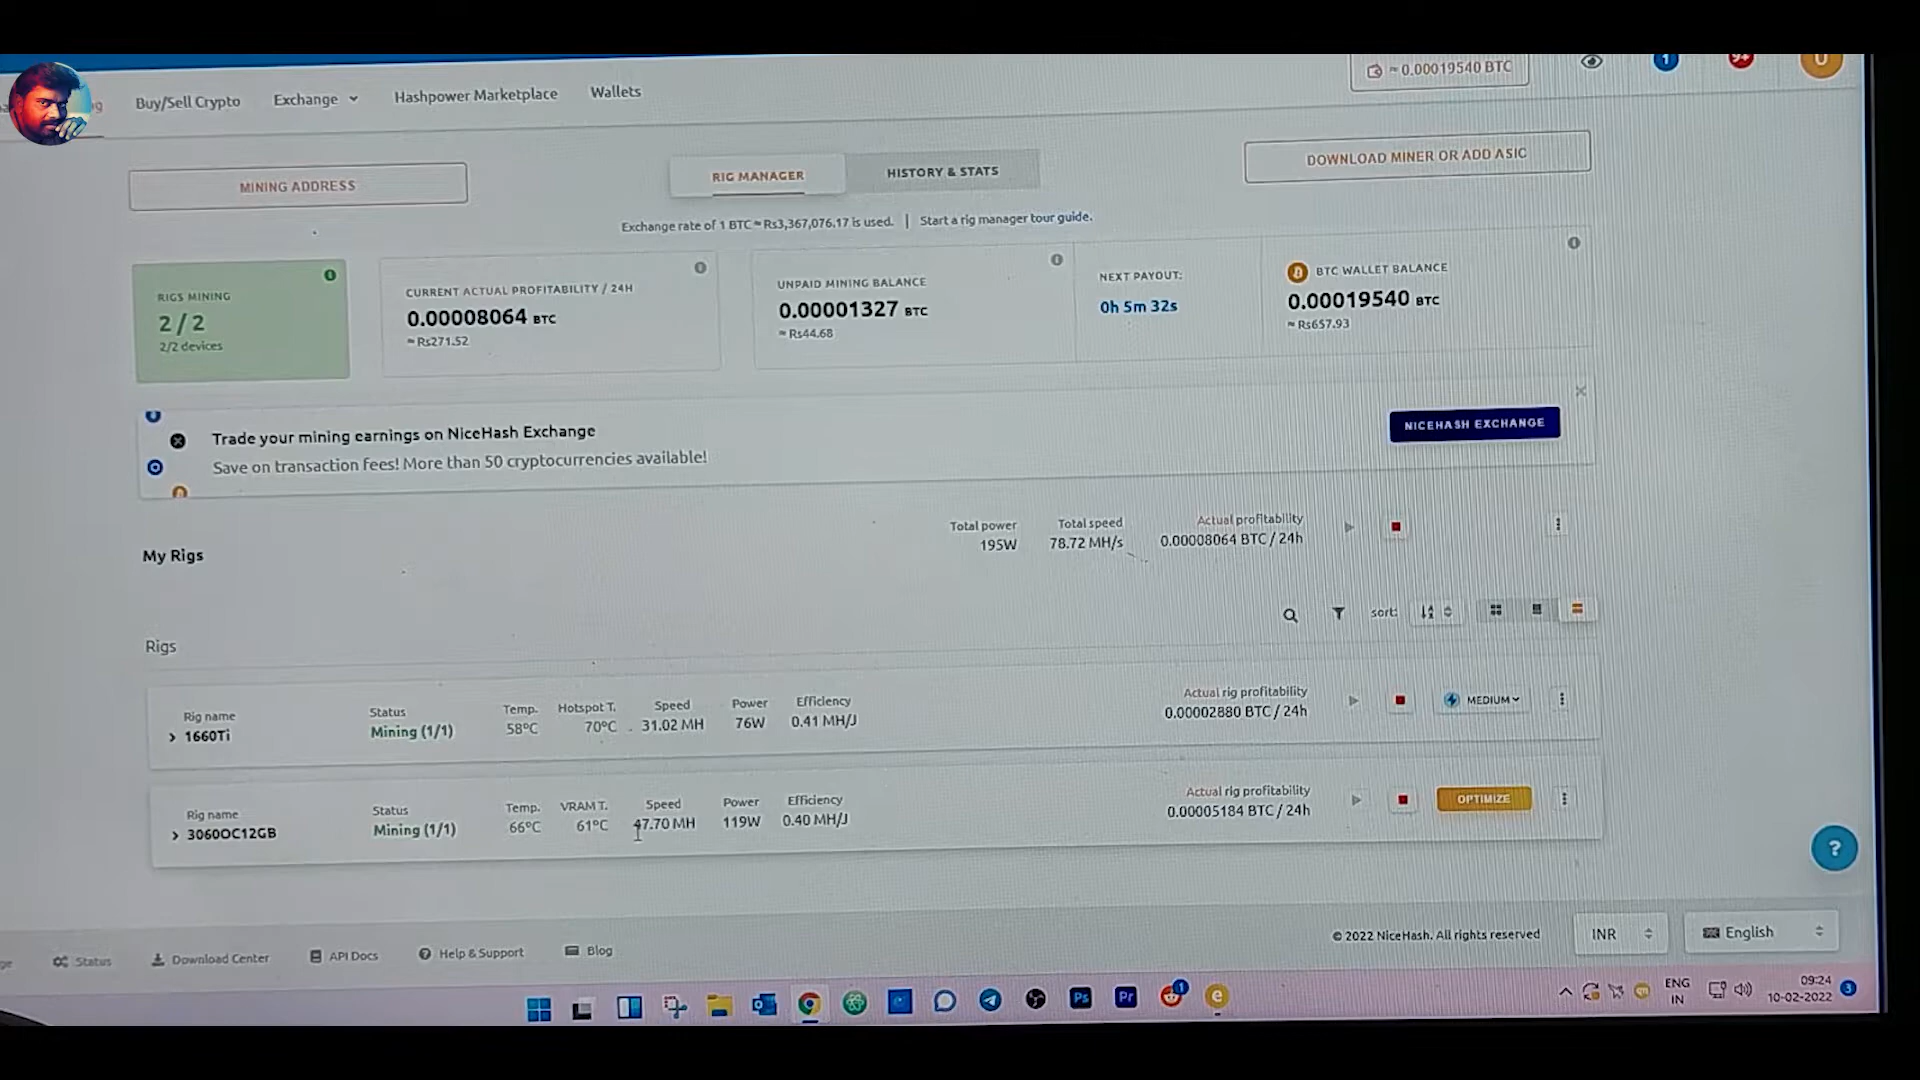 Buy/Sell Crypto
Exchange
Hashpower Marketplace
Wallets
≈ 0.00019540 BTC
1
9+
U
MINING ADDRESS
RIG MANAGER
HISTORY & STATS
DOWNLOAD MINER OR ADD ASIC
Exchange rate of 1 BTC ≈ Rs3,367,076.17 is used. | Start a rig manager tour guide.
RIGS MINING
2 / 2
2/2 devices
CURRENT ACTUAL PROFITABILITY / 24H
0.00008064 BTC
≈ Rs271.52
UNPAID MINING BALANCE
0.00001327 BTC
≈ Rs44.68
NEXT PAYOUT:
0h 5m 32s
BTC WALLET BALANCE
0.00019540 BTC
≈ Rs657.93
Trade your mining earnings on NiceHash Exchange
Save on transaction fees! More than 50 cryptocurrencies available!
NICEHASH EXCHANGE
My Rigs
Total power
195W
Total speed
78.72 MH/s
Actual profitability
0.00008064 BTC / 24h
sort:
Rigs
Rig name
1660Ti
Status
Mining (1/1)
Temp.
58°C
Hotspot T.
70°C
Speed
31.02 MH
Power
76W
Efficiency
0.41 MH/J
Actual rig profitability
0.00002880 BTC / 24h
MEDIUM
Rig name
3060OC12GB
Status
Mining (1/1)
Temp.
66°C
VRAM T.
61°C
Speed
47.70 MH
Power
119W
Efficiency
0.40 MH/J
Actual rig profitability
0.00005184 BTC / 24h
OPTIMIZE
?
© 2022 NiceHash. All rights reserved
INR
English
Status
Download Center
API Docs
Help & Support
Blog
Ps
Pr
1
ENG
IN
09:24
10-02-2022
3